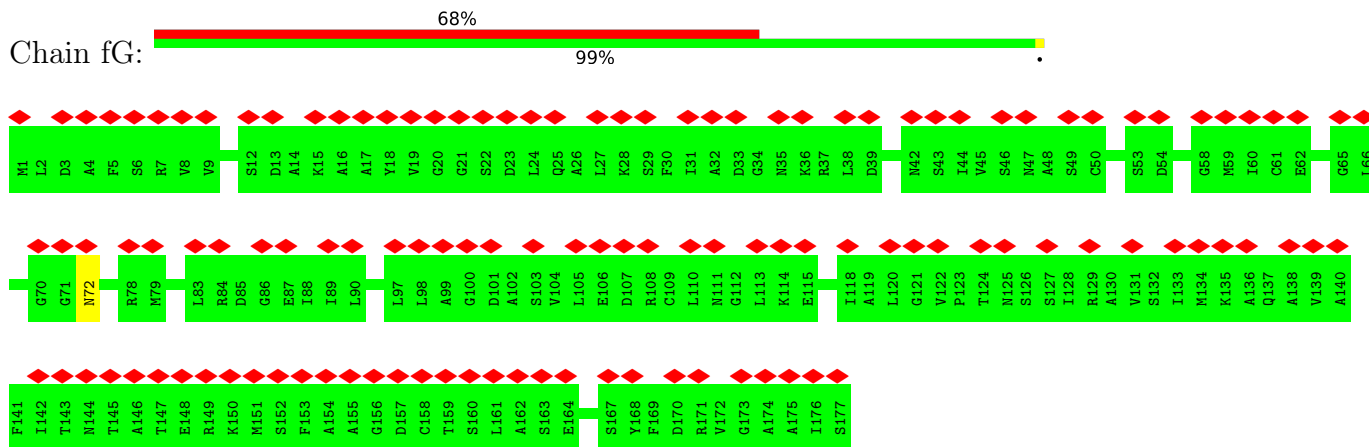 68%
Chain fG:
99%
.
M1 L2 D3 A4 F5 S6 R7 V8 V9 S12 D13 A14 K15 A16 A17 Y18 V19 G20 G21 S22 D23 L24 Q25 A26 L27 K28 S29 F30 I31 A32 D33 G34 N35 K36 R37 L38 D39 N42 S43 I44 V45 S46 N47 A48 S49 C50 S53 D54 G58 M59 I60 C61 E62 G65 L66
G70 G71 N72 R78 M79 L83 R84 D85 G86 E87 I88 I89 L90 L97 L98 A99 G100 D101 A102 S103 V104 L105 E106 D107 R108 C109 L110 N111 G112 L113 K114 E115 I118 A119 L120 G121 V122 P123 T124 N125 S126 S127 I128 R129 A130 V131 S132 I133 M134 K135 A136 Q137 A138 V139 A140
F141 I142 T143 N144 T145 A146 T147 E148 R149 K150 M151 S152 F153 A154 A155 G156 D157 C158 T159 S160 L161 A162 S163 E164 S167 Y168 F169 D170 R171 V172 G173 A174 A175 I176 S177